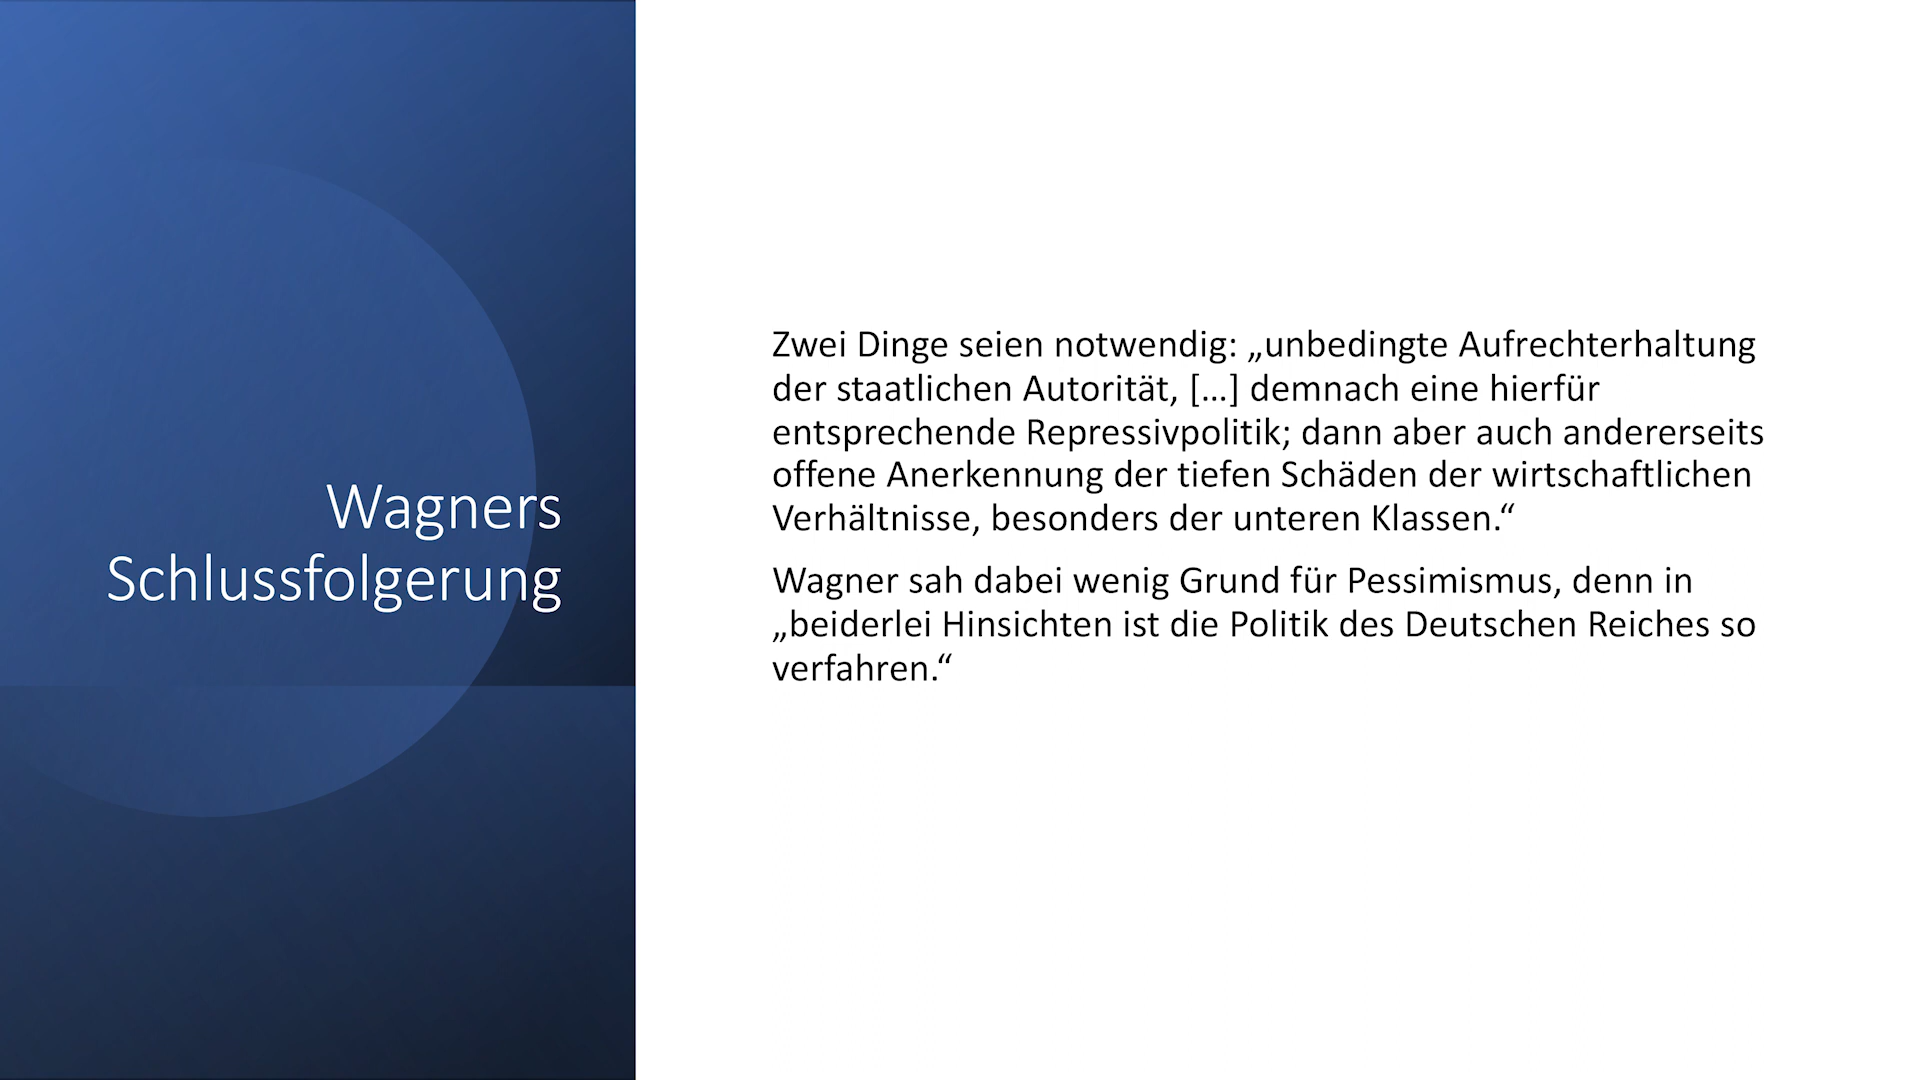 Wagners
Schlussfolgerung
Zwei Dinge seien notwendig: „unbedingte Aufrechterhaltung
der staatlichen Autorität, […] demnach eine hierfür
entsprechende Repressivpolitik; dann aber auch andererseits
offene Anerkennung der tiefen Schäden der wirtschaftlichen
Verhältnisse, besonders der unteren Klassen.“
Wagner sah dabei wenig Grund für Pessimismus, denn in
„beiderlei Hinsichten ist die Politik des Deutschen Reiches so
verfahren.“